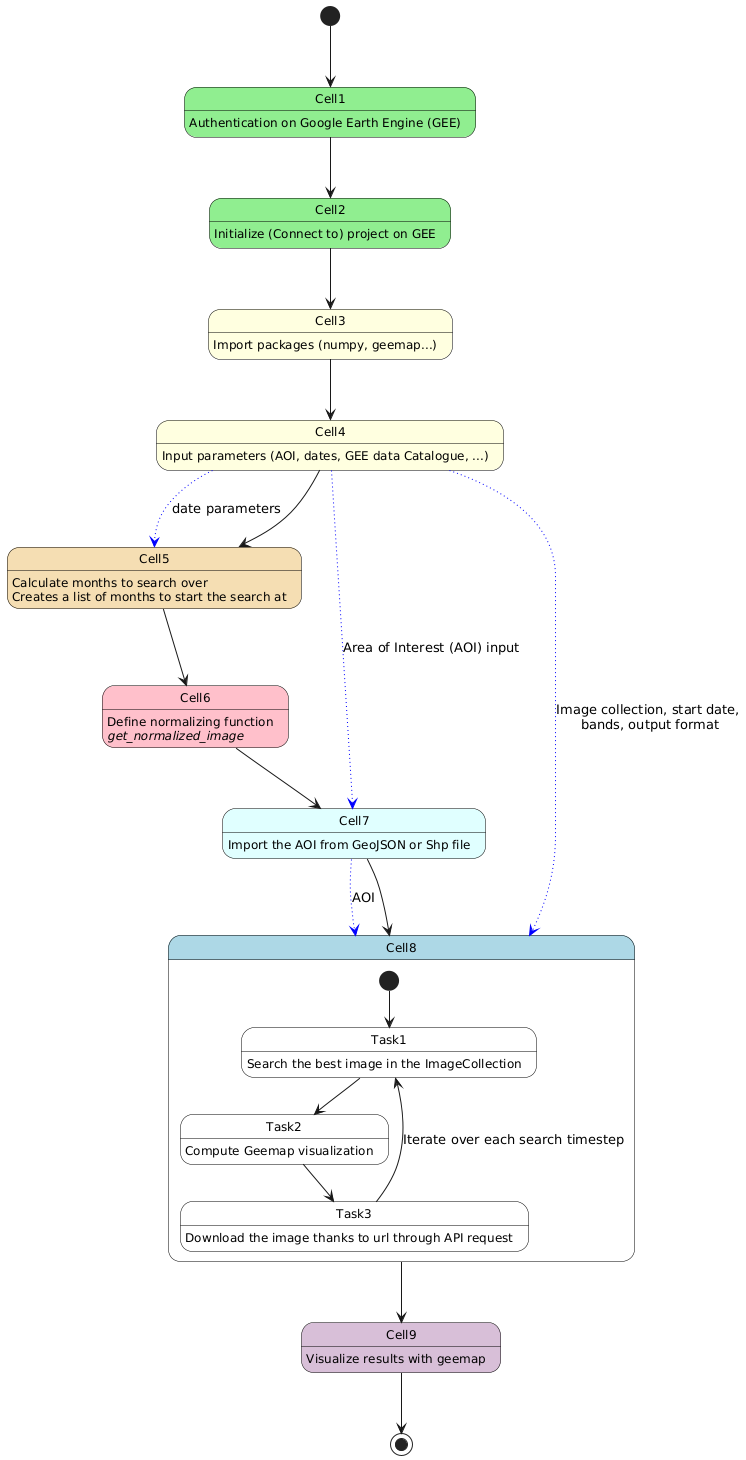 Cell1
Authentication on Google Earth Engine (GEE)
Cell2
Initialize (Connect to) project on GEE
Cell3
Import packages (numpy, geemap...)
Cell4
Input parameters (AOI, dates, GEE data Catalogue, ...)
date parameters
Cell5
Calculate months to search over
Creates a list of months to start the search at
Area of Interest (AOI) input
Cell6
Define normalizing function
get_normalized_image
Image collection, start date,
bands, output format
Cell7
Import the AOI from GeoJSON or Shp file
AOI
Cell8
Task1
Search the best image in the ImageCollection
Task2
Compute Geemap visualization
Iterate over each search timestep
Task3
Download the image thanks to url through API request
Cell9
Visualize results with geemap